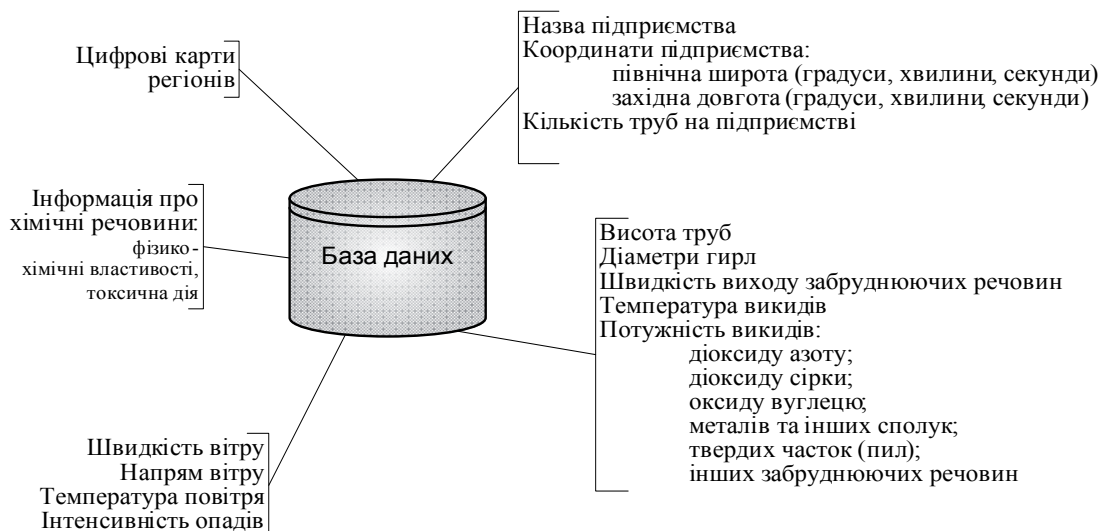 Цифрові карти
регіонів
Назва підприємства
Координати підприємства:
північна широта (градуси, хвилини, секунди)
західна довгота (градуси, хвилини, секунди)
Кількість труб на підприємстві
Інформація про
хімічні речовини:
фізико-
хімічні властивості,
токсична дія
База даних
Висота труб
Діаметри гирл
Швидкість виходу забруднюючих речовин
Температура викидів
Потужність викидів:
діоксиду азоту;
діоксиду сірки;
оксиду вуглецю;
металів та інших сполук;
твердих часток (пил);
інших забруднюючих речовин
Швидкість вітру
Напрям вітру
Температура повітря
Інтенсивність опадів